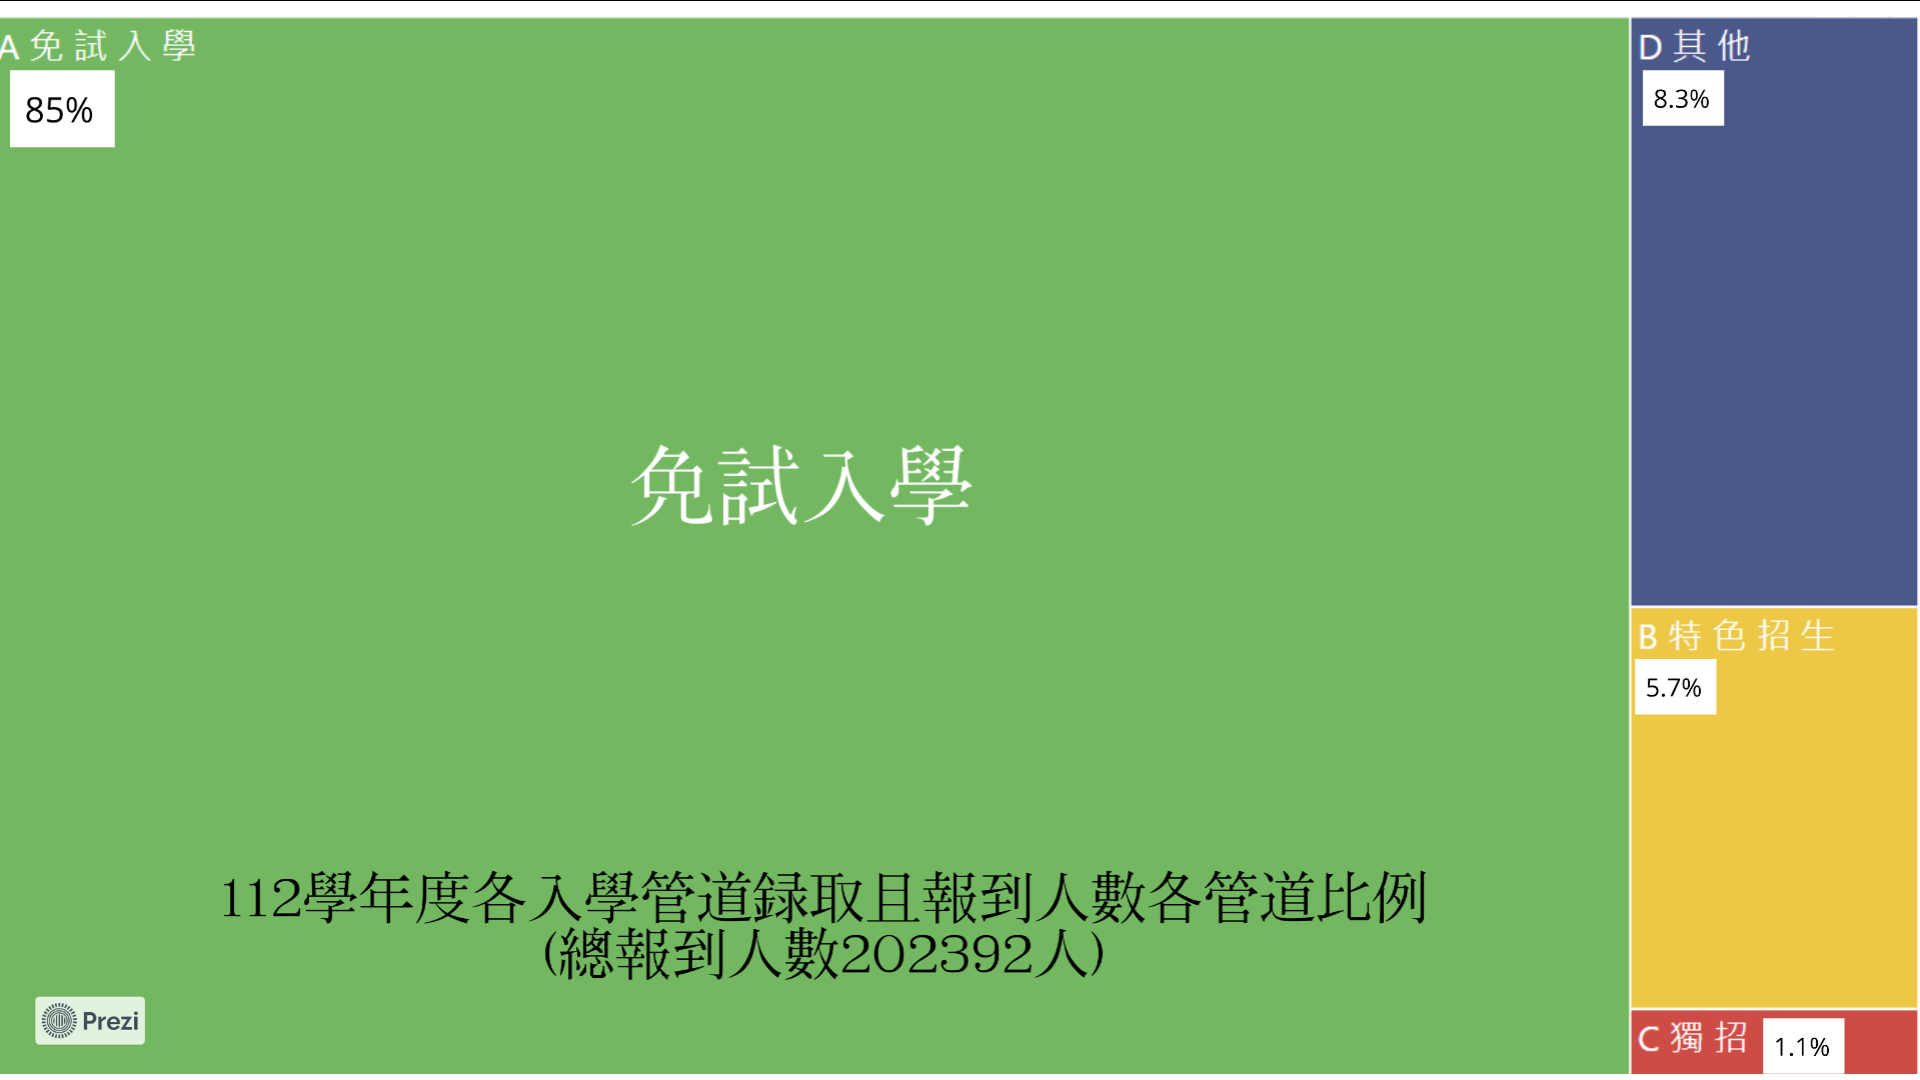 A 免試入學
85%
免試入學
112學年度各入學管道録取且報到人數各管道比例
(總報到人數202392人)
Prezi
D 其他
8.3%
B 特色招生
5.7%
C 獨招
1.1%